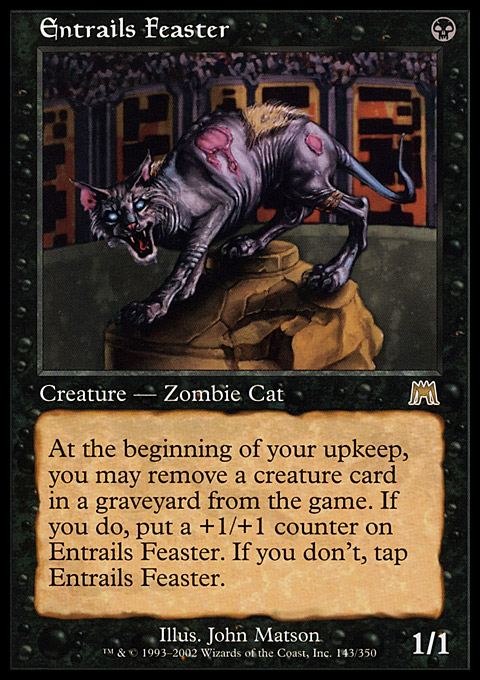 Entrails Feaster
Creature — Zombie Cat
At the beginning of your upkeep,
you may remove a creature card
in a graveyard from the game. If
you do, put a +1/+1 counter on
Entrails Feaster. If you don't, tap
Entrails Feaster.
Illus. John Matson
™ & © 1993–2002 Wizards of the Coast, Inc. 143/350
1/1